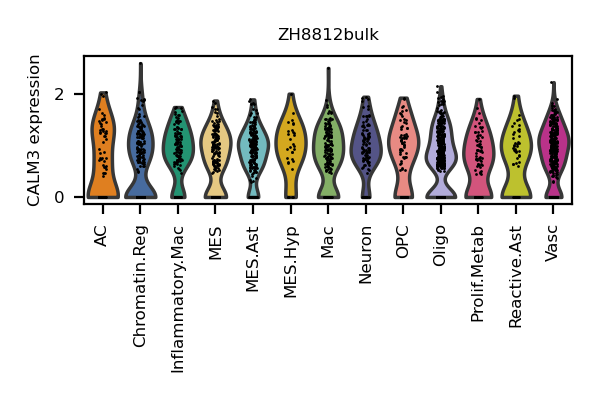 ZH8812bulk
CALM3 expression
2
0
AC
Chromatin.Reg
Inflammatory.Mac
MES
MES.Ast
MES.Hyp
Mac
Neuron
OPC
Oligo
Prolif.Metab
Reactive.Ast
Vasc